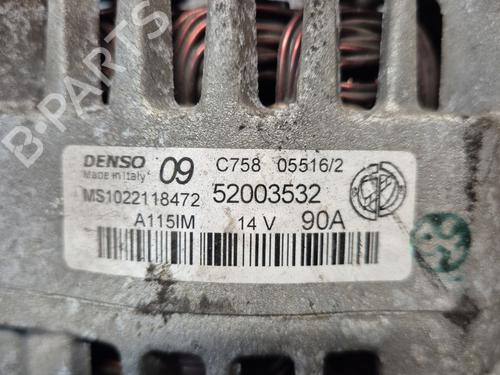 B-PARTS
DENSO 09 C758 05516/2
Made in Italy
MS1022118472 52003532
A115IM 14 V 90A